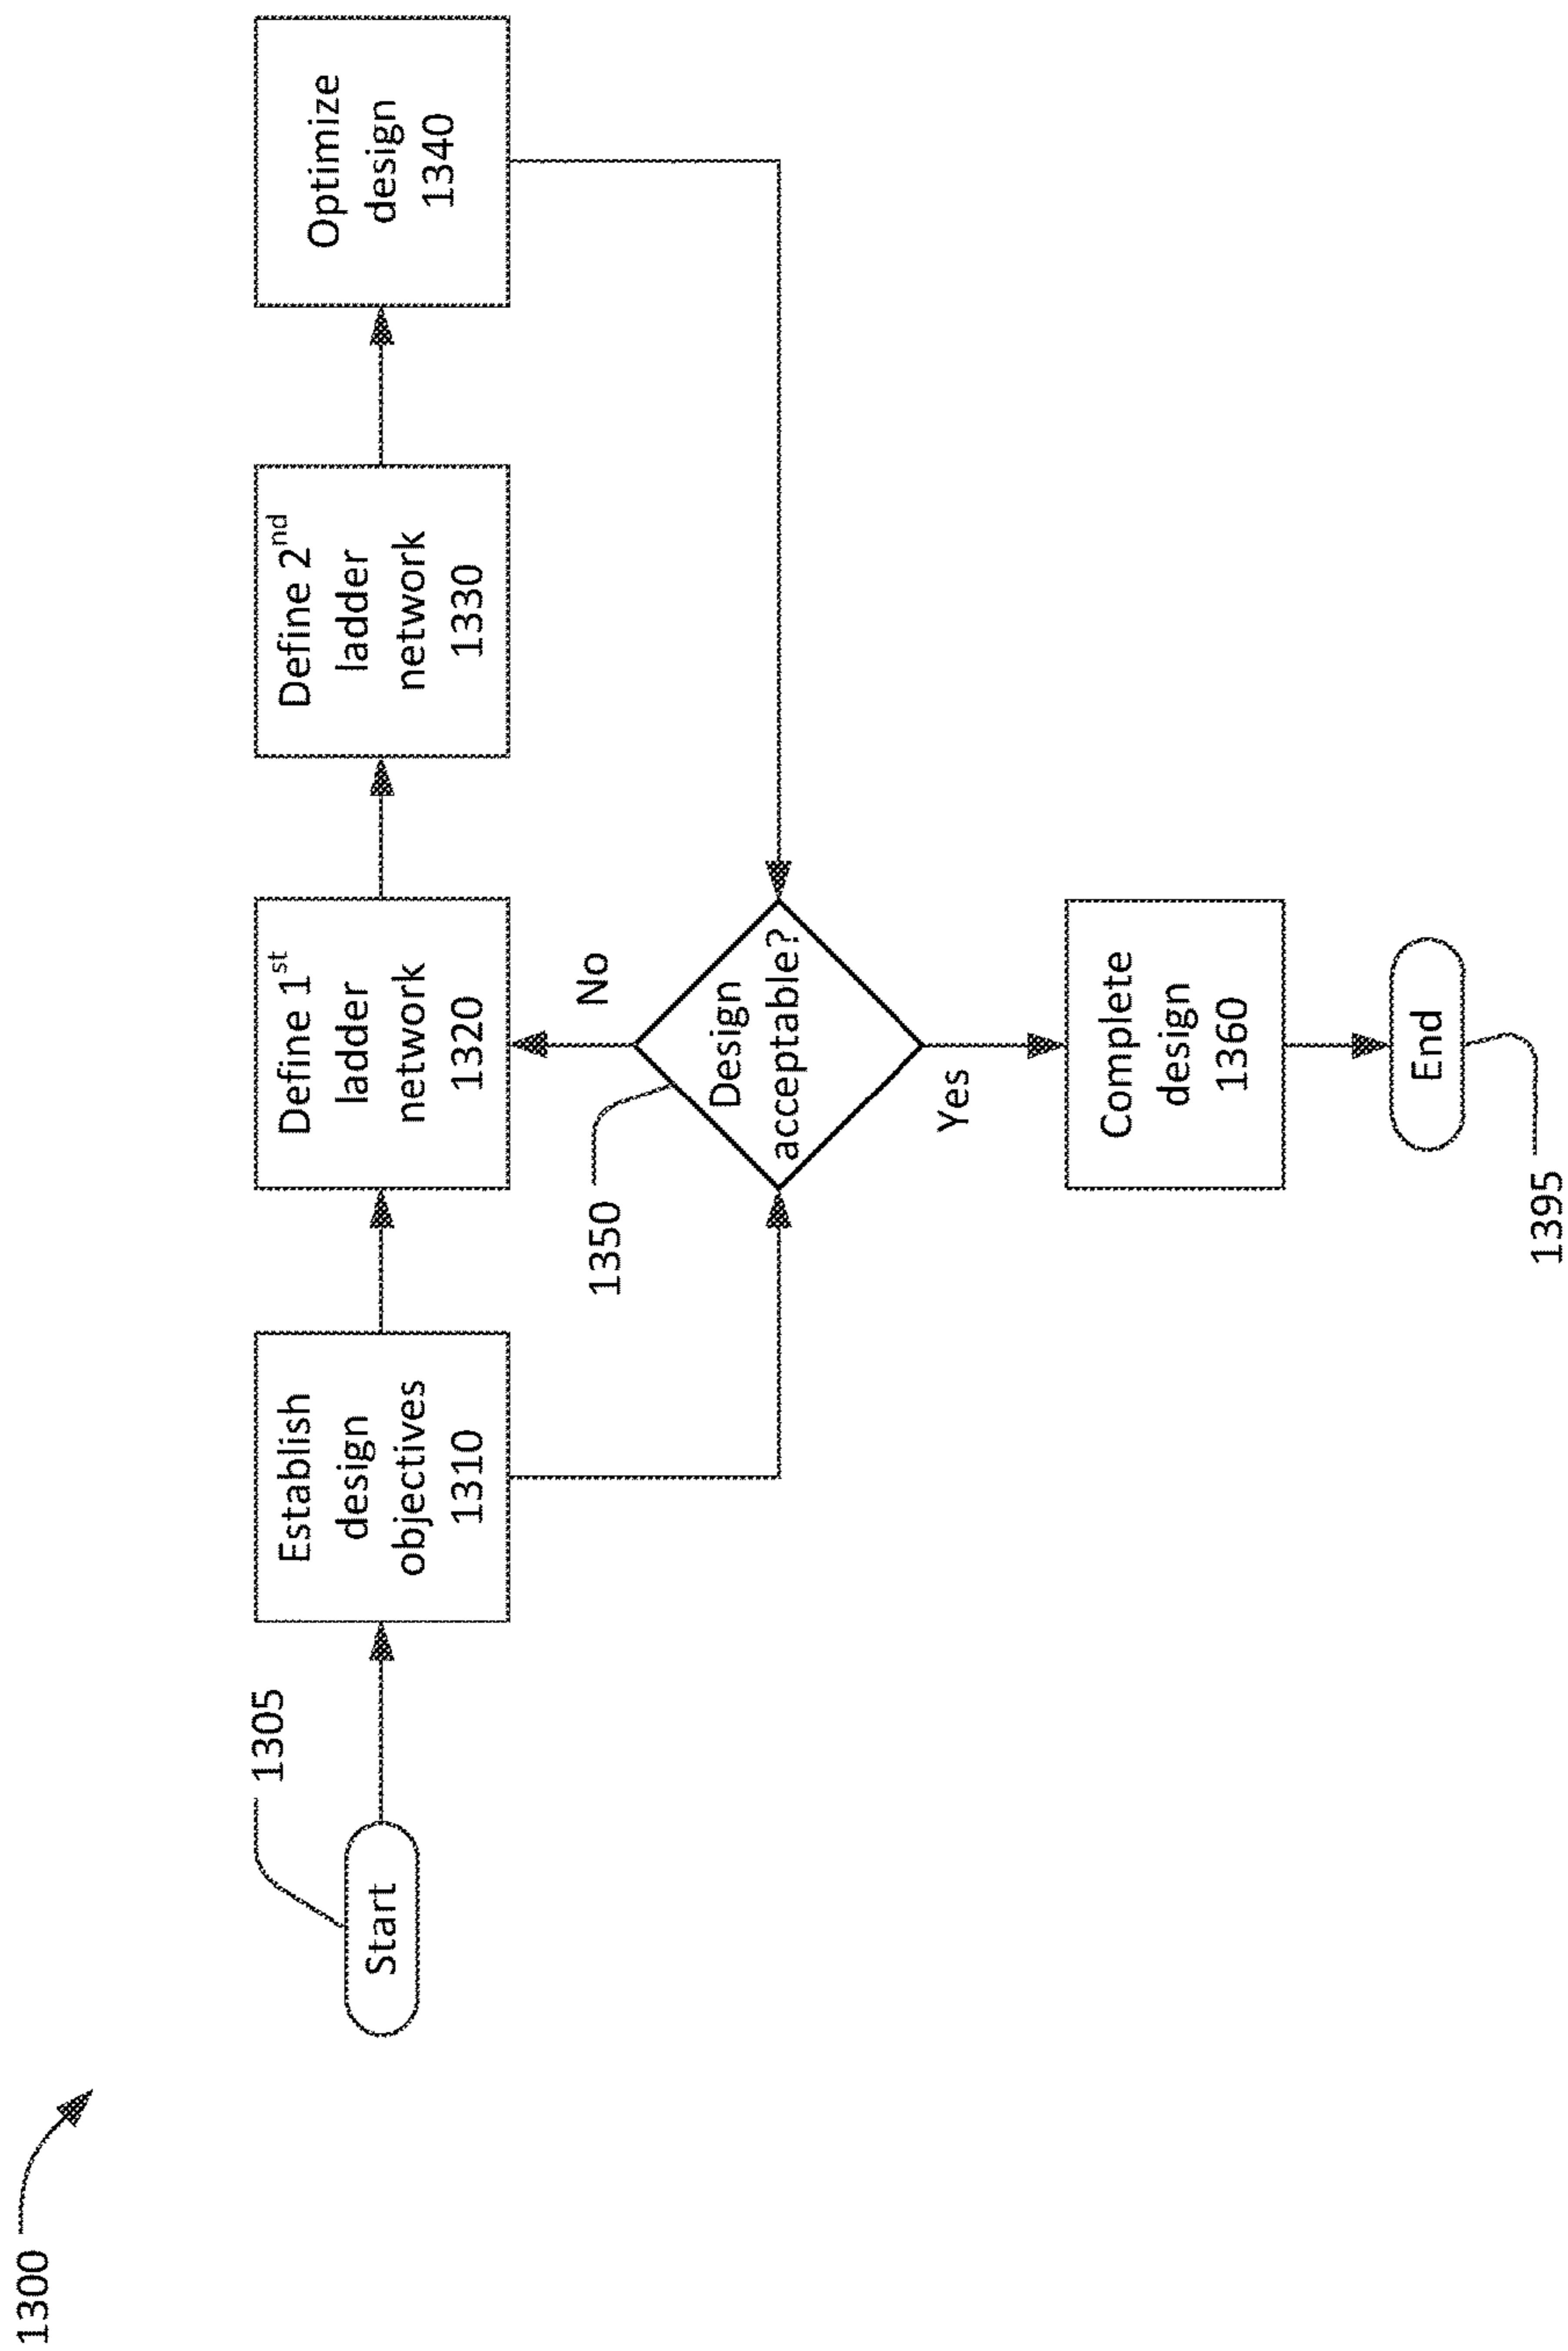 1300
1305
Start
Establish
design
objectives
1310
Define 1st
ladder
network
1320
Define 2nd
ladder
network
1330
Optimize
design
1340
1350
Design
acceptable?
No
Yes
Complete
design
1360
End
1395